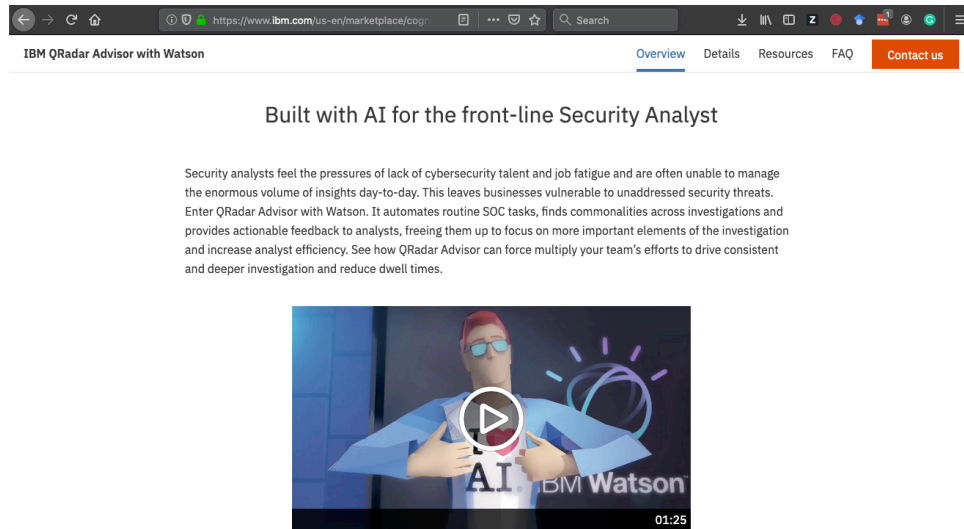 https://www.ibm.com/us-en/marketplace/cogn
Search
1
IBM QRadar Advisor with Watson
Overview
Details
Resources
FAQ
Contact us
Built with AI for the front-line Security Analyst
Security analysts feel the pressures of lack of cybersecurity talent and job fatigue and are often unable to manage
the enormous volume of insights day-to-day. This leaves businesses vulnerable to unaddressed security threats.
Enter QRadar Advisor with Watson. It automates routine SOC tasks, finds commonalities across investigations and
provides actionable feedback to analysts, freeing them up to focus on more important elements of the investigation
and increase analyst efficiency. See how QRadar Advisor can force multiply your team's efforts to drive consistent
and deeper investigation and reduce dwell times.
I
AI.
IBM Watson
01:25